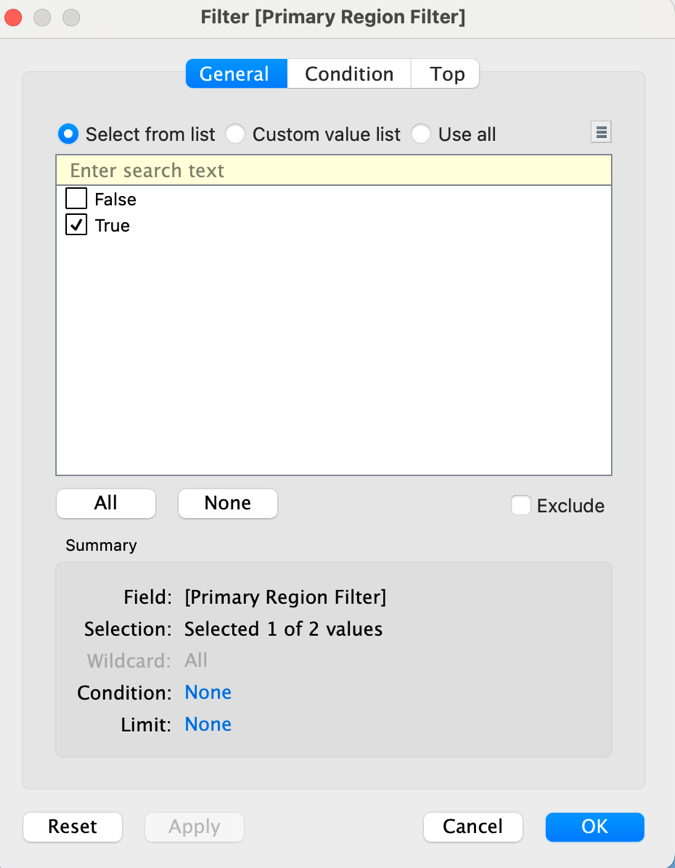 Filter [Primary Region Filter]
General Condition Top
Select from list Custom value list Use all
Enter search text
False
True
All None Exclude
Summary
Field: [Primary Region Filter]
Selection: Selected 1 of 2 values
Wildcard: All
Condition: None
Limit: None
Reset Apply Cancel OK